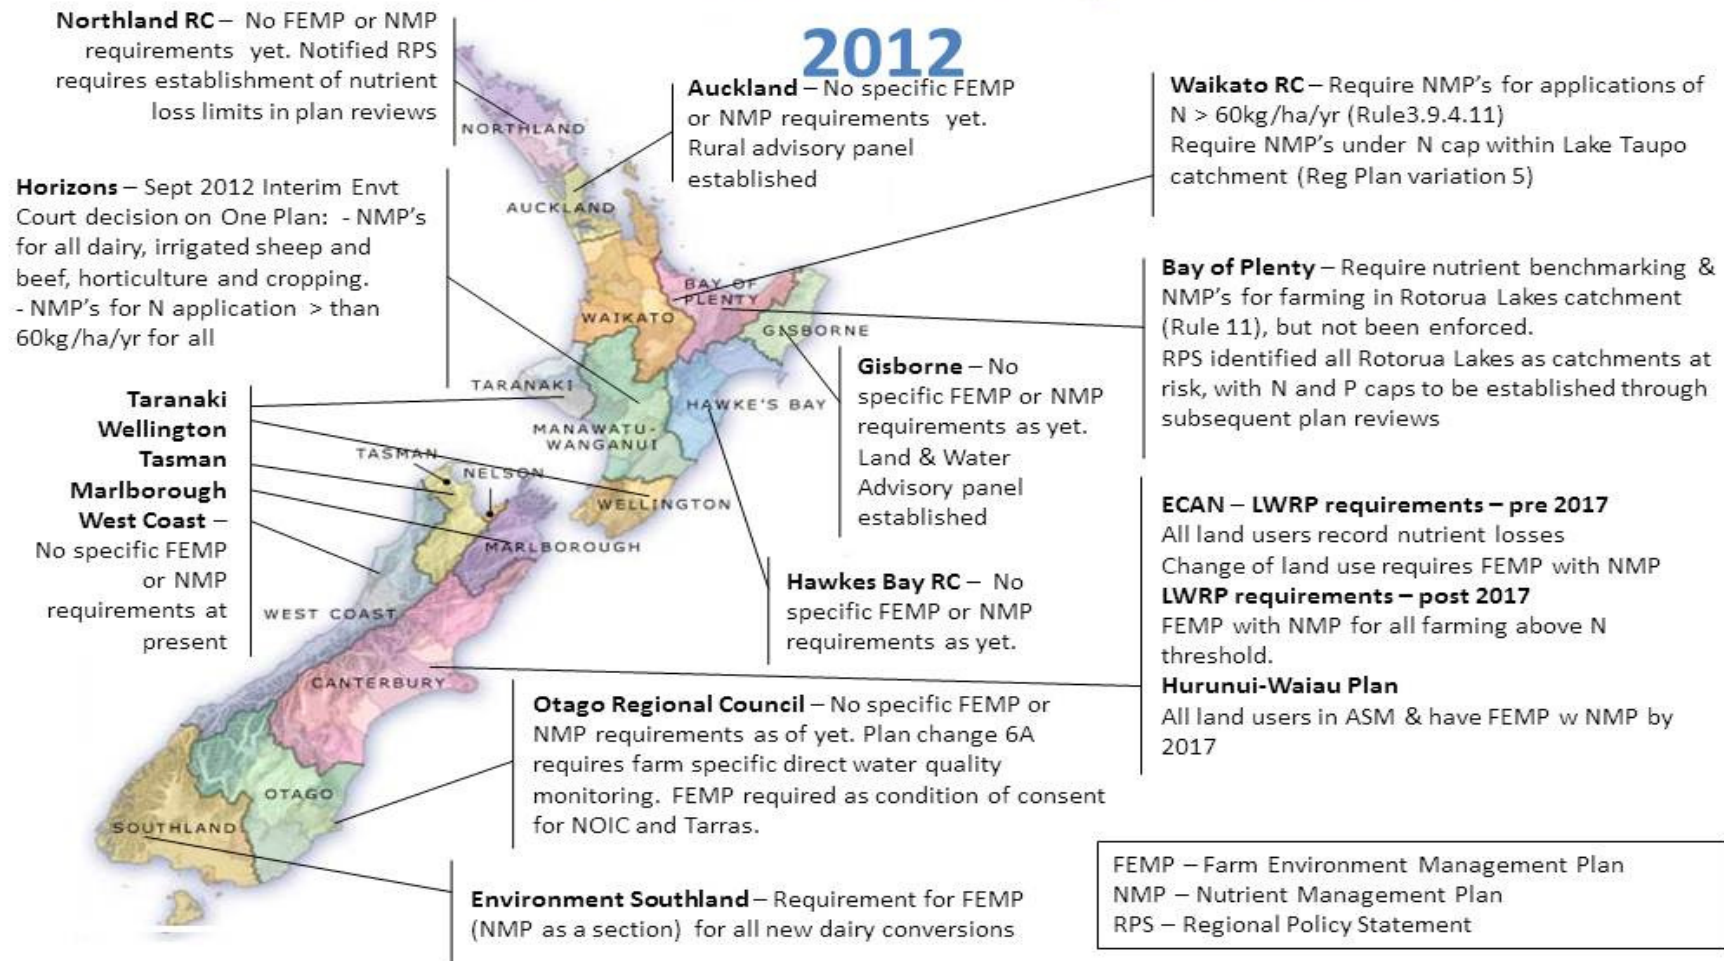 2012
Northland RC – No FEMP or NMP
requirements yet. Notified RPS
requires establishment of nutrient
loss limits in plan reviews
Auckland – No specific FEMP
or NMP requirements yet.
Rural advisory panel
established
Waikato RC – Require NMP's for applications of
N > 60kg/ha/yr (Rule3.9.4.11)
Require NMP's under N cap within Lake Taupo
catchment (Reg Plan variation 5)
Horizons – Sept 2012 Interim Envt
Court decision on One Plan: - NMP's
for all dairy, irrigated sheep and
beef, horticulture and cropping.
- NMP's for N application > than
60kg/ha/yr for all
Bay of Plenty – Require nutrient benchmarking &
NMP's for farming in Rotorua Lakes catchment
(Rule 11), but not been enforced.
RPS identified all Rotorua Lakes as catchments at
risk, with N and P caps to be established through
subsequent plan reviews
Gisborne – No
specific FEMP or NMP
requirements as yet.
Land & Water
Advisory panel
established
Taranaki
Wellington
Tasman
Marlborough
West Coast –
No specific FEMP
or NMP
requirements at
present
Hawkes Bay RC – No
specific FEMP or NMP
requirements as yet.
ECAN – LWRP requirements – pre 2017
All land users record nutrient losses
Change of land use requires FEMP with NMP
LWRP requirements – post 2017
FEMP with NMP for all farming above N
threshold.
Hurunui-Waiau Plan
All land users in ASM & have FEMP w NMP by
2017
Otago Regional Council – No specific FEMP or
NMP requirements as of yet. Plan change 6A
requires farm specific direct water quality
monitoring. FEMP required as condition of consent
for NOIC and Tarras.
Environment Southland – Requirement for FEMP
(NMP as a section) for all new dairy conversions
FEMP – Farm Environment Management Plan
NMP – Nutrient Management Plan
RPS – Regional Policy Statement
NORTHLAND
AUCKLAND
BAY OF
PLENTY
WAIKATO
GISBORNE
TARANAKI
HAWKE'S BAY
MANAWATU-
WANGANUI
TASMAN
NELSON
WELLINGTON
MARLBOROUGH
WEST COAST
CANTERBURY
OTAGO
SOUTHLAND